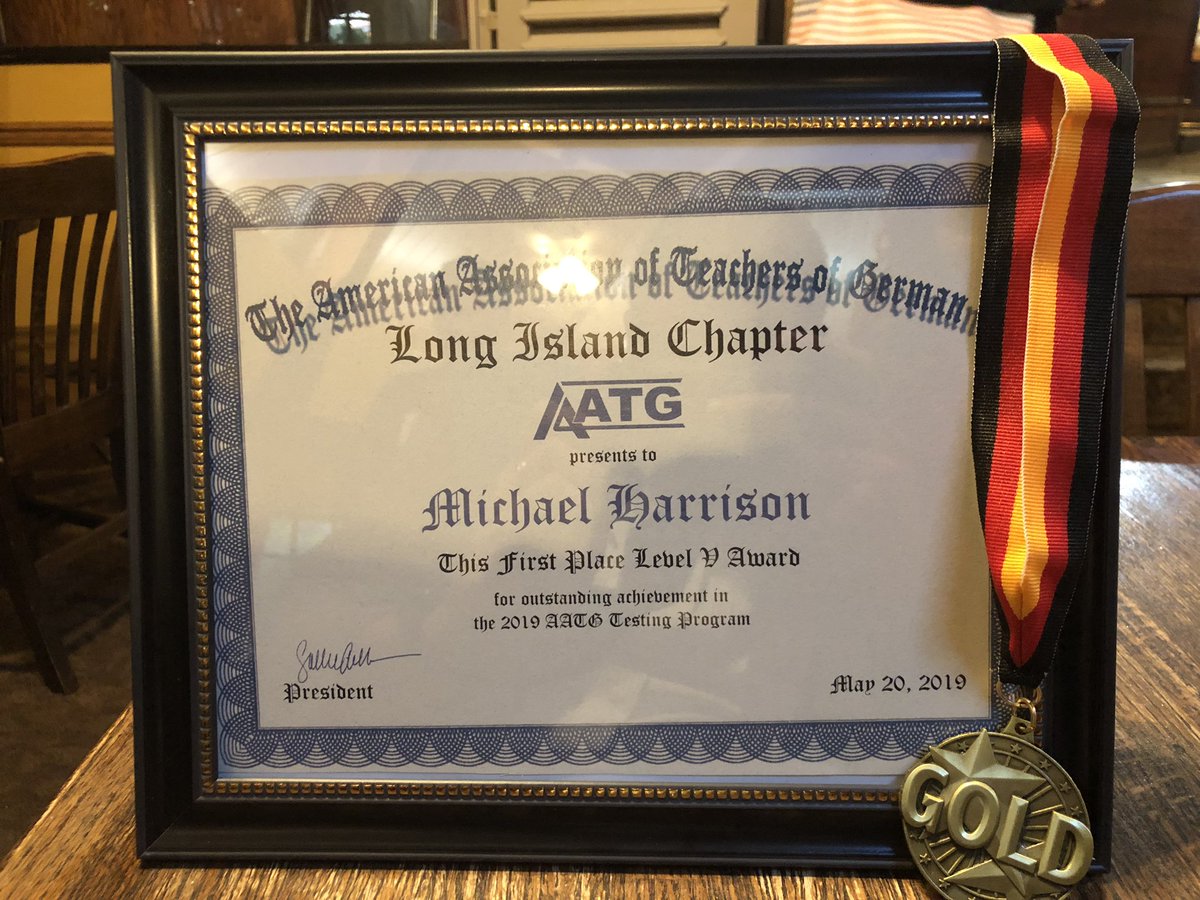 The American Association of Teachers of German
Long Island Chapter
AATG
presents to
Michael Harrison
This First Place Level V Award
for outstanding achievement in
the 2019 AATG Testing Program
President
May 20, 2019
GOLD